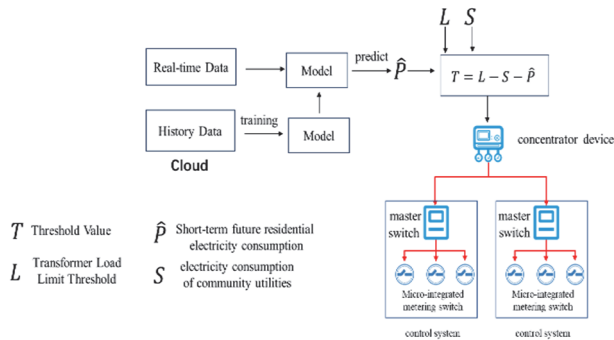 L S
Real-time Data
Model
predict
P̂
T = L − S − P̂
History Data
training
Model
Cloud
concentrator device
master
switch
master
switch
Micro-integrated
metering switch
Micro-integrated
metering switch
control system
control system
T Threshold Value
P̂ Short-term future residential
electricity consumption
L Transformer Load
Limit Threshold
S electricity consumption
of community utilities